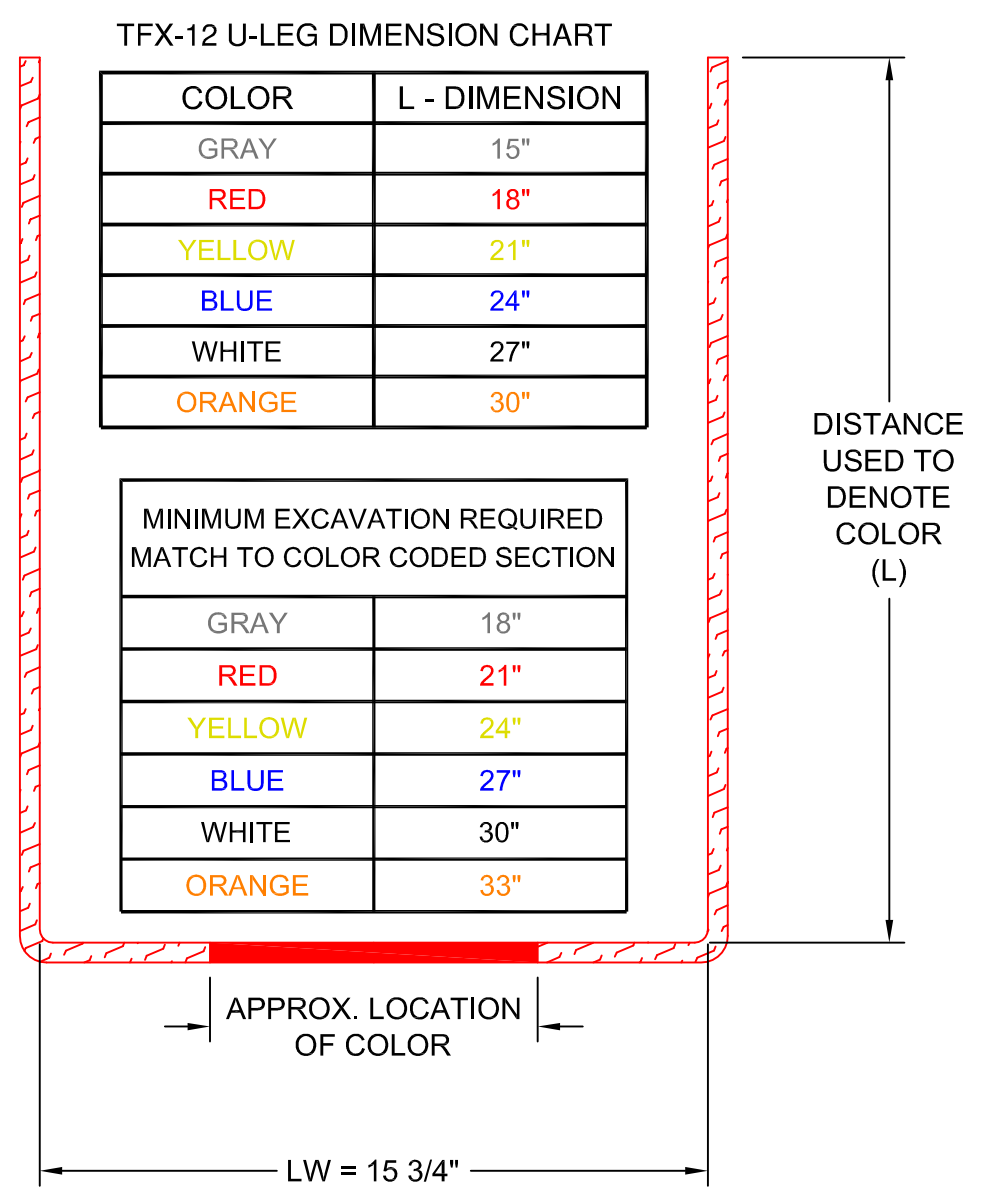 TFX-12 U-LEG DIMENSION CHART
COLOR L - DIMENSION
GRAY 15"
RED 18"
YELLOW 21"
BLUE 24"
WHITE 27"
ORANGE 30"
DISTANCE
USED TO
DENOTE
COLOR
(L)
MINIMUM EXCAVATION REQUIRED
MATCH TO COLOR CODED SECTION
GRAY 18"
RED 21"
YELLOW 24"
BLUE 27"
WHITE 30"
ORANGE 33"
APPROX. LOCATION
OF COLOR
LW = 15 3/4"